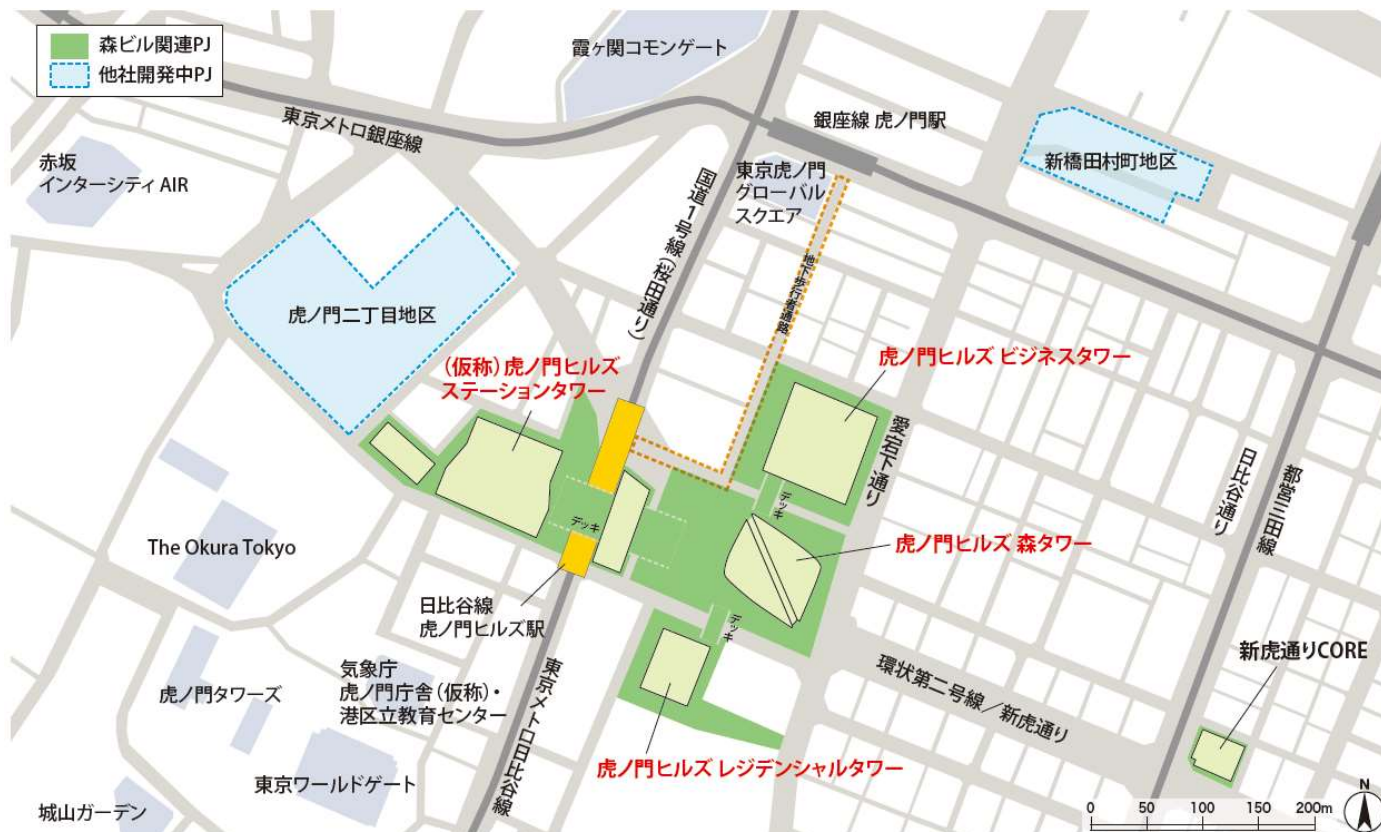 森ビル関連PJ
他社開発中PJ
霞ヶ関コモンゲート
東京メトロ銀座線
銀座線 虎ノ門駅
新橋田村町地区
赤坂
インターシティ AIR
東京虎ノ門
グローバル
スクエア
国道1号線(桜田通り)
地下歩行者通路
虎ノ門二丁目地区
(仮称)虎ノ門ヒルズ
ステーションタワー
虎ノ門ヒルズ ビジネスタワー
愛宕下通り
日比谷通り
都営三田線
デッキ
デッキ
The Okura Tokyo
虎ノ門ヒルズ 森タワー
日比谷線
虎ノ門ヒルズ駅
デッキ
虎ノ門タワーズ
気象庁
虎ノ門庁舎(仮称)・
港区立教育センター
東京メトロ日比谷線
環状第二号線/新虎通り
新虎通りCORE
虎ノ門ヒルズ レジデンシャルタワー
東京ワールドゲート
城山ガーデン
0 50 100 150 200m
N